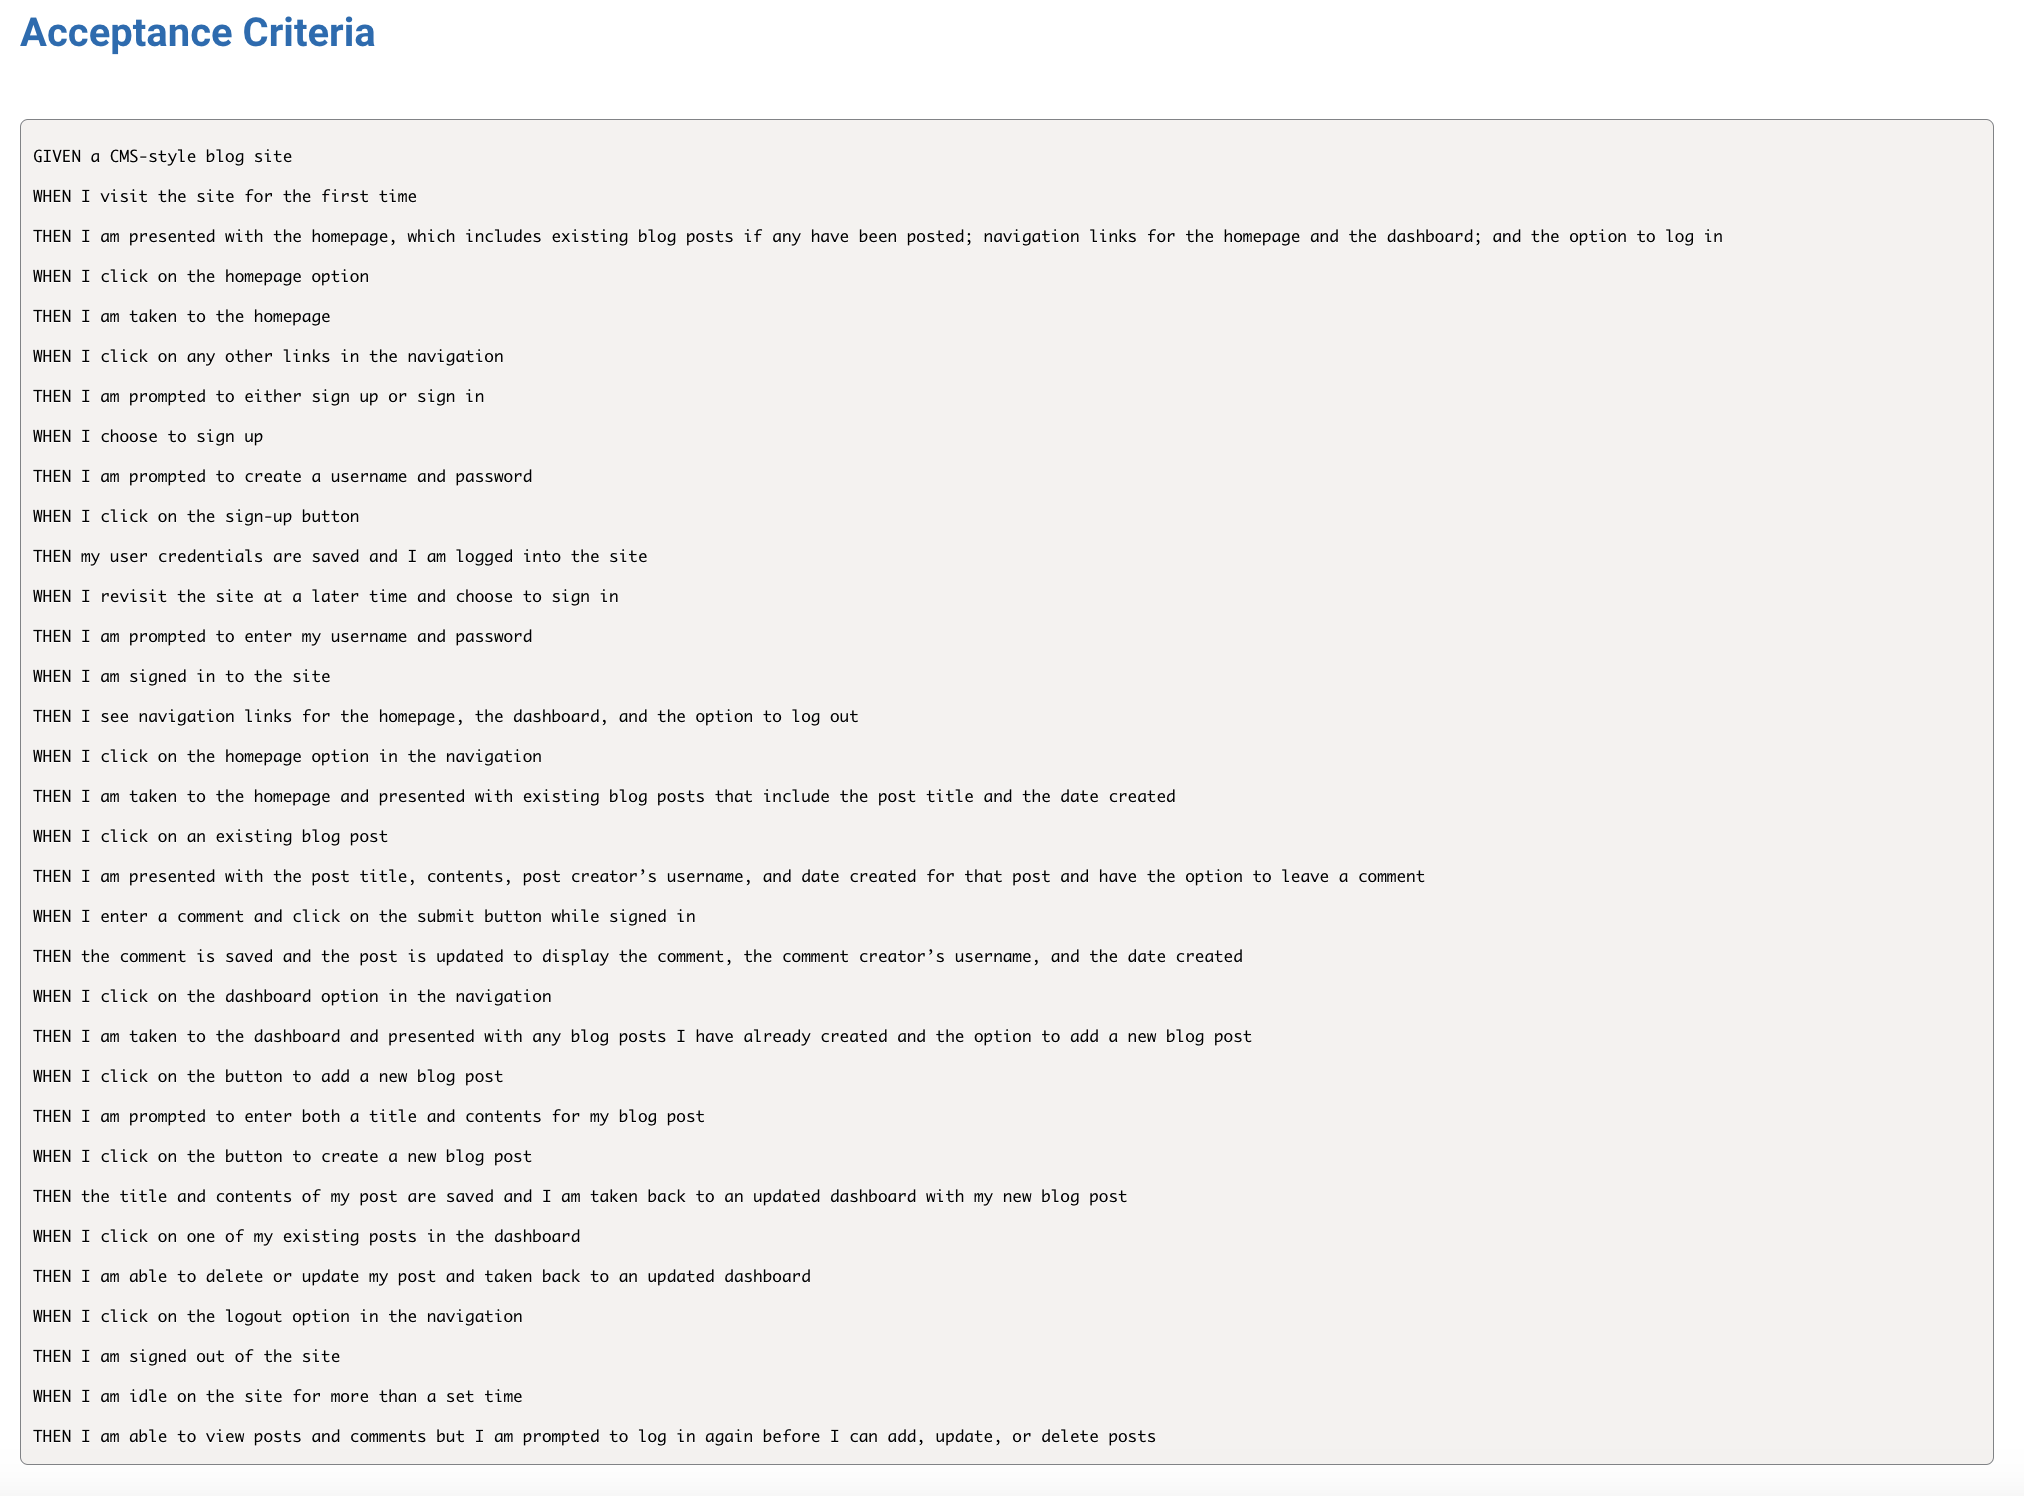 Acceptance Criteria
GIVEN a CMS-style blog site
WHEN I visit the site for the first time
THEN I am presented with the homepage, which includes existing blog posts if any have been posted; navigation links for the homepage and the dashboard; and the option to log in
WHEN I click on the homepage option
THEN I am taken to the homepage
WHEN I click on any other links in the navigation
THEN I am prompted to either sign up or sign in
WHEN I choose to sign up
THEN I am prompted to create a username and password
WHEN I click on the sign-up button
THEN my user credentials are saved and I am logged into the site
WHEN I revisit the site at a later time and choose to sign in
THEN I am prompted to enter my username and password
WHEN I am signed in to the site
THEN I see navigation links for the homepage, the dashboard, and the option to log out
WHEN I click on the homepage option in the navigation
THEN I am taken to the homepage and presented with existing blog posts that include the post title and the date created
WHEN I click on an existing blog post
THEN I am presented with the post title, contents, post creator’s username, and date created for that post and have the option to leave a comment
WHEN I enter a comment and click on the submit button while signed in
THEN the comment is saved and the post is updated to display the comment, the comment creator’s username, and the date created
WHEN I click on the dashboard option in the navigation
THEN I am taken to the dashboard and presented with any blog posts I have already created and the option to add a new blog post
WHEN I click on the button to add a new blog post
THEN I am prompted to enter both a title and contents for my blog post
WHEN I click on the button to create a new blog post
THEN the title and contents of my post are saved and I am taken back to an updated dashboard with my new blog post
WHEN I click on one of my existing posts in the dashboard
THEN I am able to delete or update my post and taken back to an updated dashboard
WHEN I click on the logout option in the navigation
THEN I am signed out of the site
WHEN I am idle on the site for more than a set time
THEN I am able to view posts and comments but I am prompted to log in again before I can add, update, or delete posts